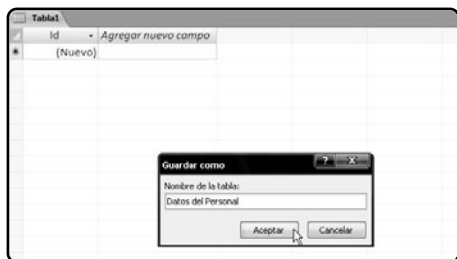 Tabla1
Id Agregar nuevo campo
(Nuevo)
Guardar como
Nombre de la tabla:
Datos del Personal
Aceptar Cancelar